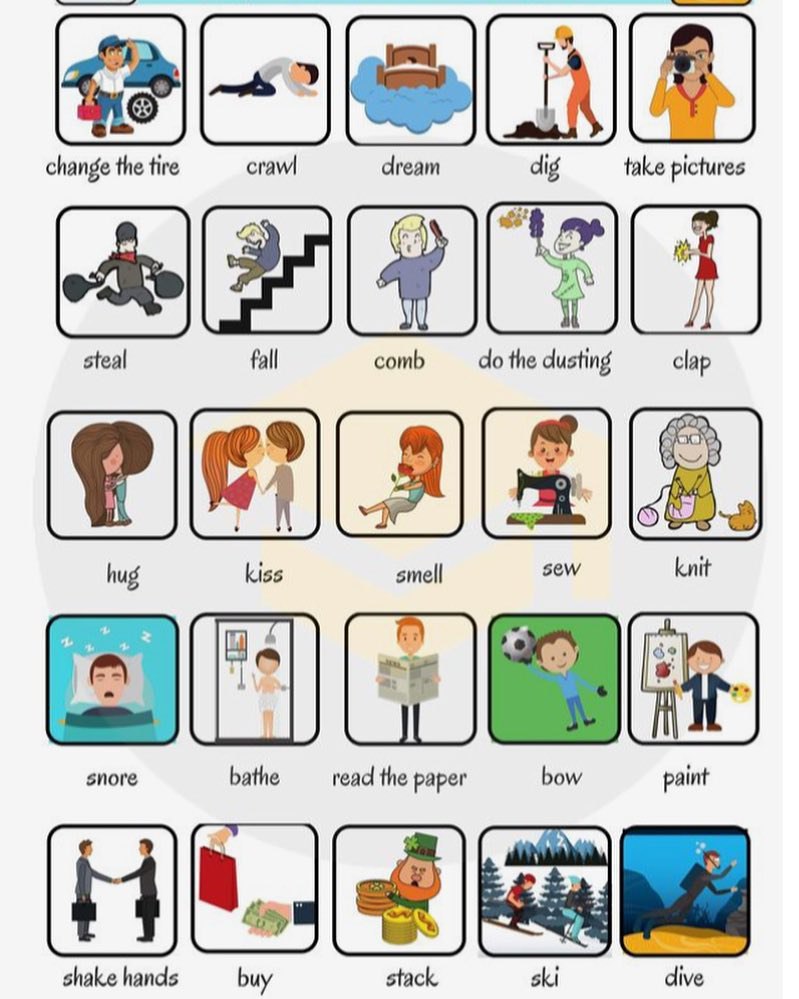 change the tire crawl dream dig take pictures
steal fall comb do the dusting clap
hug kiss smell sew knit
z z z z z
snore bathe read the paper bow paint
shake hands buy stack ski dive